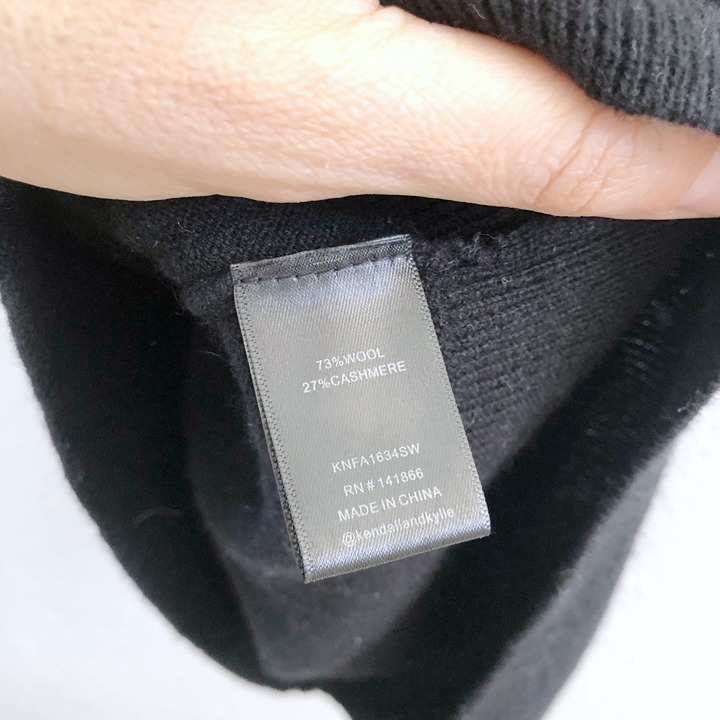 73%WOOL
27%CASHMERE
KNFA1634SW
RN # 141866
MADE IN CHINA
@kendallandkylie